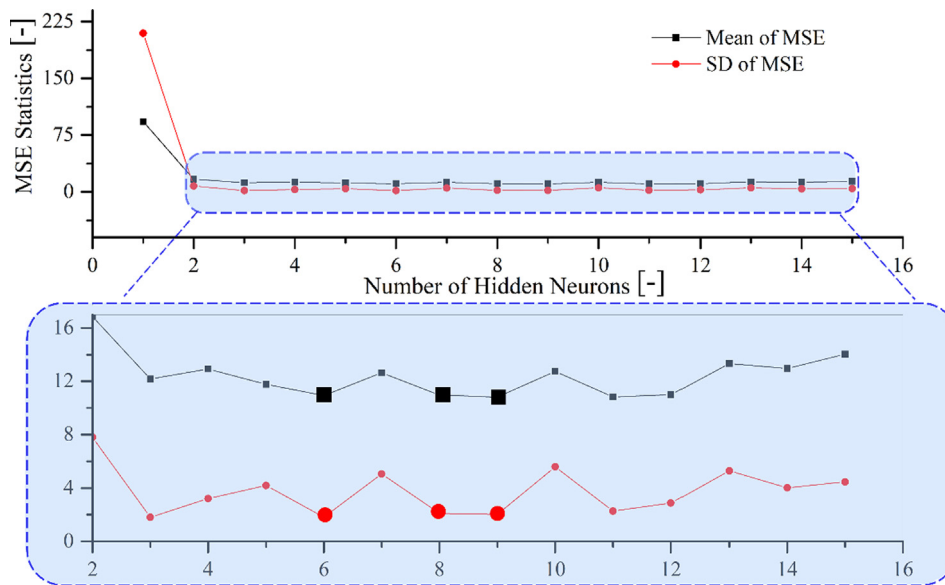 MSE Statistics [-]
225
150
75
0
Mean of MSE
SD of MSE
0 2 4 6 8 10 12 14 16
Number of Hidden Neurons [-]
16
12
8
4
0
2 4 6 8 10 12 14 16